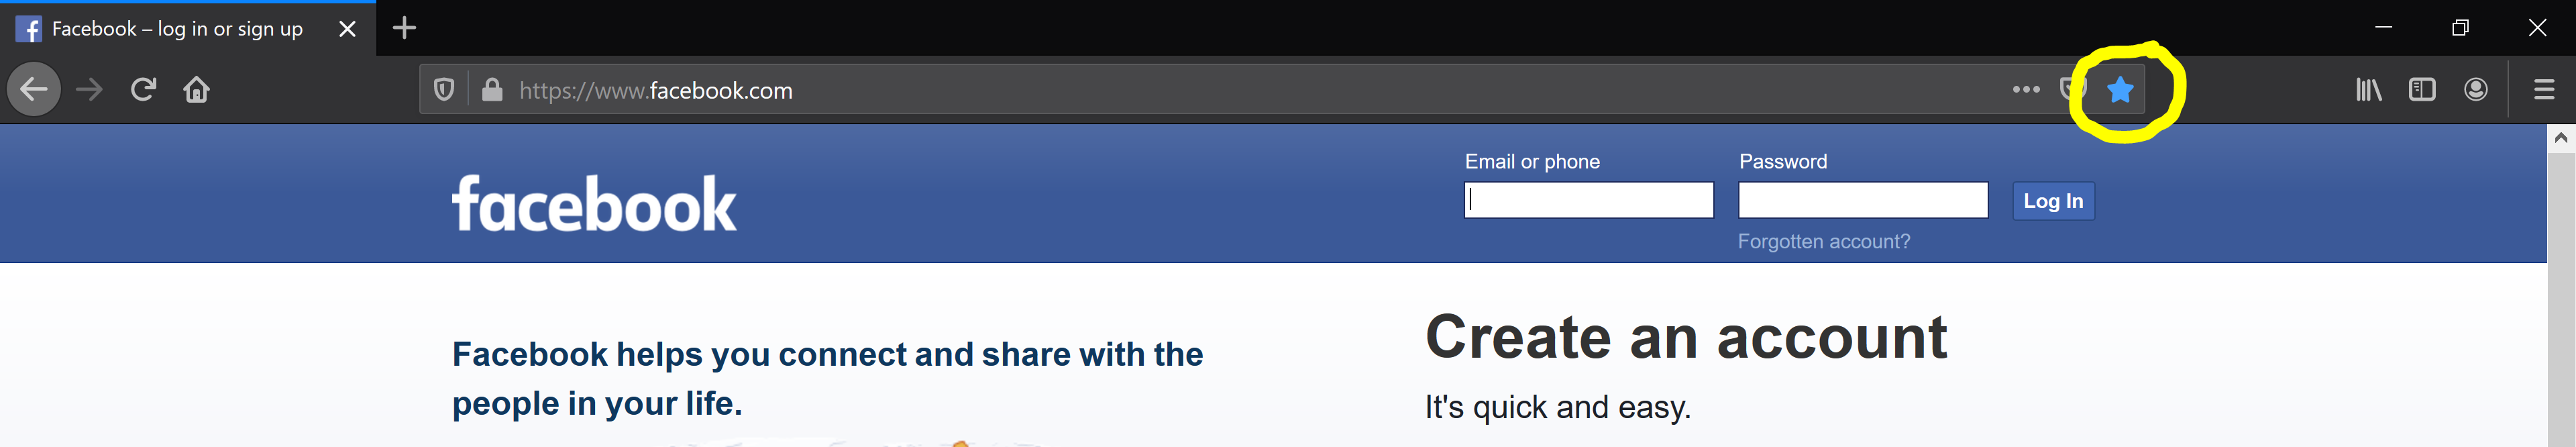 Facebook – log in or sign up
https://www.facebook.com
Email or phone
Password
facebook
Log In
Forgotten account?
Facebook helps you connect and share with the
people in your life.
Create an account
It's quick and easy.